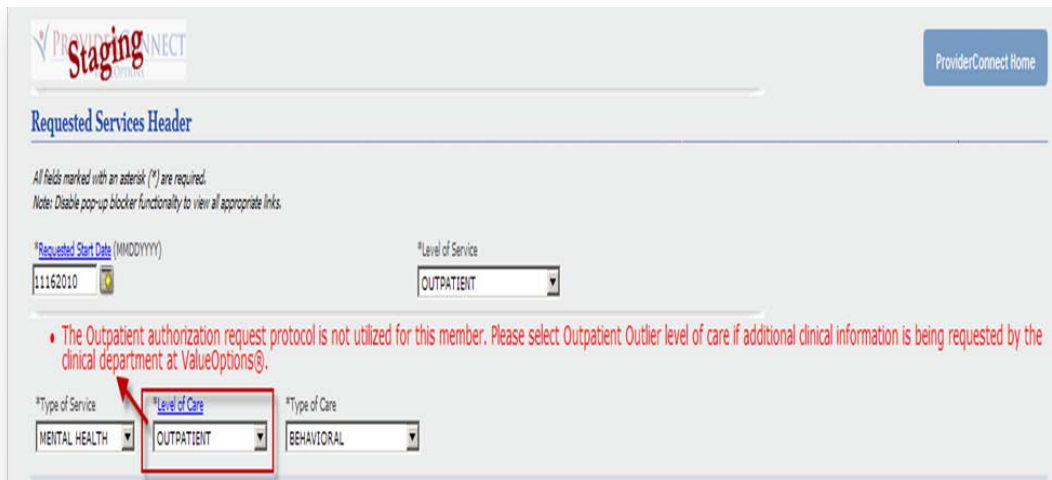 PROVIDERCONNECT
Staging
ProviderConnect Home
Requested Services Header
All fields marked with an asterisk (*) are required.
Note: Disable pop-up blocker functionality to view all appropriate links.
*Requested Start Date (MMDDYYYY) *Level of Service
11162010 OUTPATIENT
• The Outpatient authorization request protocol is not utilized for this member. Please select Outpatient Outlier level of care if additional clinical information is being requested by the
clinical department at ValueOptions®.
*Type of Service *Level of Care *Type of Care
MENTAL HEALTH OUTPATIENT BEHAVIORAL